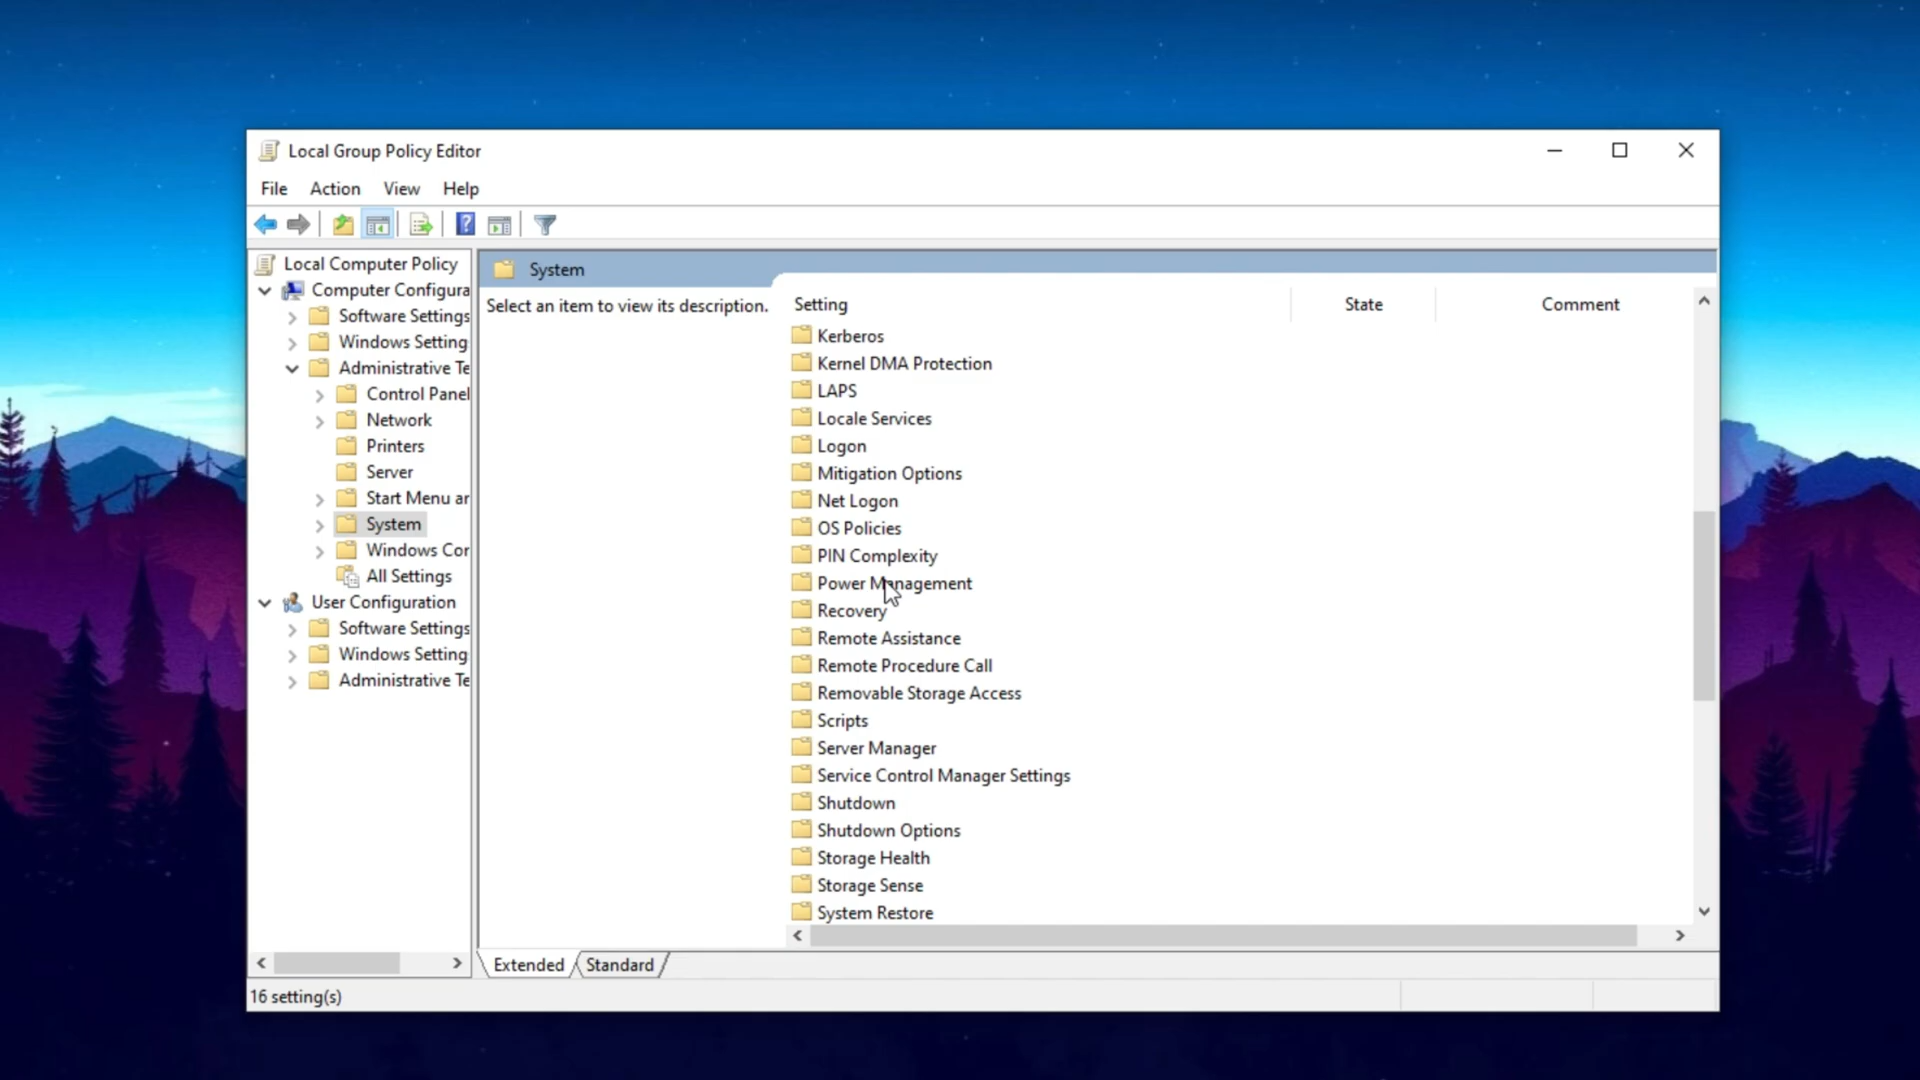 Local Group Policy Editor
File Action View Help
Local Computer Policy
Computer Configura
Software Settings
Windows Setting
Administrative Te
Control Panel
Network
Printers
Server
Start Menu ar
System
Windows Cor
All Settings
User Configuration
Software Settings
Windows Setting
Administrative Te
System
Select an item to view its description.
Setting State Comment
Kerberos
Kernel DMA Protection
LAPS
Locale Services
Logon
Mitigation Options
Net Logon
OS Policies
PIN Complexity
Power Management
Recovery
Remote Assistance
Remote Procedure Call
Removable Storage Access
Scripts
Server Manager
Service Control Manager Settings
Shutdown
Shutdown Options
Storage Health
Storage Sense
System Restore
Extended Standard
16 setting(s)